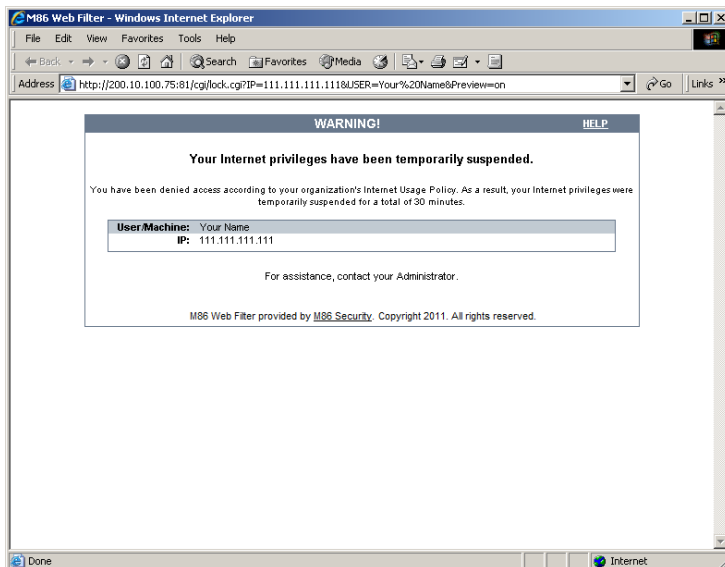 M86 Web Filter - Windows Internet Explorer
File Edit View Favorites Tools Help
Back Search Favorites Media
Address http://200.10.100.75:81/cgi/lock.cgi?IP=111.111.111.111&USER=Your%20Name&Preview=on Go Links »
WARNING! HELP
Your Internet privileges have been temporarily suspended.
You have been denied access according to your organization's Internet Usage Policy. As a result, your Internet privileges were
temporarily suspended for a total of 30 minutes.
User/Machine: Your Name
IP: 111.111.111.111
For assistance, contact your Administrator.
M86 Web Filter provided by M86 Security. Copyright 2011. All rights reserved.
Done Internet